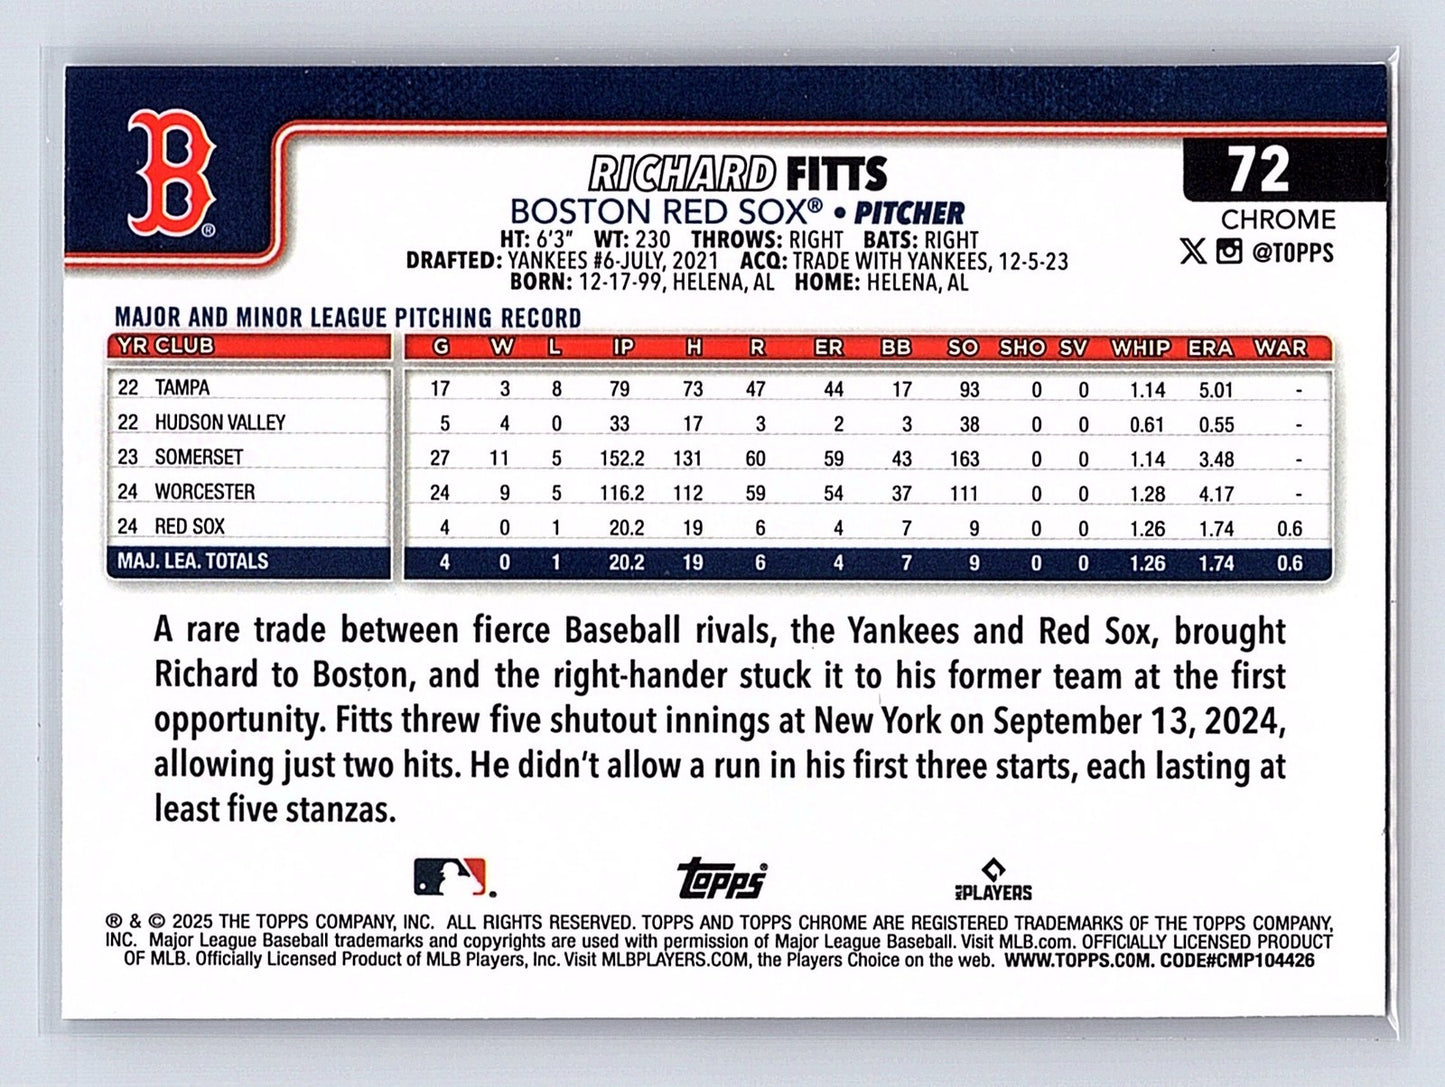 B ®
72
RICHARD FITTS
CHROME
BOSTON RED SOX® • PITCHER
HT: 6'3" WT: 230 THROWS: RIGHT BATS: RIGHT
@TOPPS
DRAFTED: YANKEES #6-JULY, 2021 ACQ: TRADE WITH YANKEES, 12-5-23
BORN: 12-17-99, HELENA, AL HOME: HELENA, AL
MAJOR AND MINOR LEAGUE PITCHING RECORD
YR CLUB G W L IP H R ER BB SO SHO SV WHIP ERA WAR
22 TAMPA 17 3 8 79 73 47 44 17 93 0 0 1.14 5.01 -
22 HUDSON VALLEY 5 4 0 33 17 3 2 3 38 0 0 0.61 0.55 -
23 SOMERSET 27 11 5 152.2 131 60 59 43 163 0 0 1.14 3.48 -
24 WORCESTER 24 9 5 116.2 112 59 54 37 111 0 0 1.28 4.17 -
24 RED SOX 4 0 1 20.2 19 6 4 7 9 0 0 1.26 1.74 0.6
MAJ. LEA. TOTALS 4 0 1 20.2 19 6 4 7 9 0 0 1.26 1.74 0.6
A rare trade between fierce Baseball rivals, the Yankees and Red Sox, brought
Richard to Boston, and the right-hander stuck it to his former team at the first
opportunity. Fitts threw five shutout innings at New York on September 13, 2024,
allowing just two hits. He didn't allow a run in his first three starts, each lasting at
least five stanzas.
Topps® MLB PLAYERS
® & © 2025 THE TOPPS COMPANY, INC. ALL RIGHTS RESERVED. TOPPS AND TOPPS CHROME ARE REGISTERED TRADEMARKS OF THE TOPPS COMPANY,
INC. Major League Baseball trademarks and copyrights are used with permission of Major League Baseball. Visit MLB.com. OFFICIALLY LICENSED PRODUCT
OF MLB. Officially Licensed Product of MLB Players, Inc. Visit MLBPLAYERS.COM, the Players Choice on the web. WWW.TOPPS.COM. CODE#CMP104426